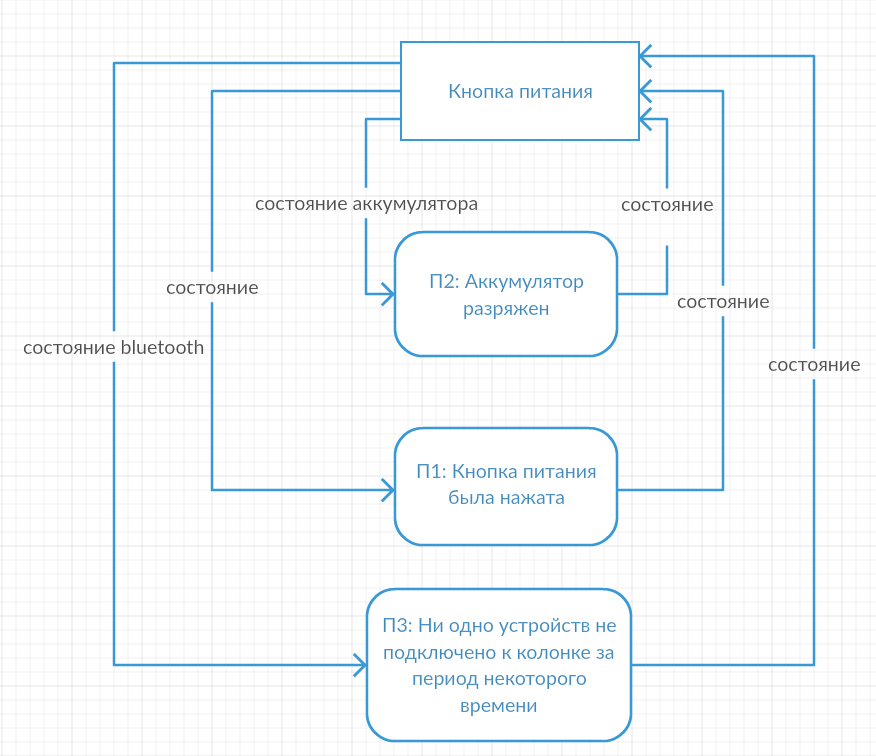 Кнопка питания
состояние аккумулятора
состояние
П2: Аккумулятор
разряжен
состояние
состояние
состояние bluetooth
состояние
П1: Кнопка питания
была нажата
П3: Ни одно устройств не
подключено к колонке за
период некоторого
времени